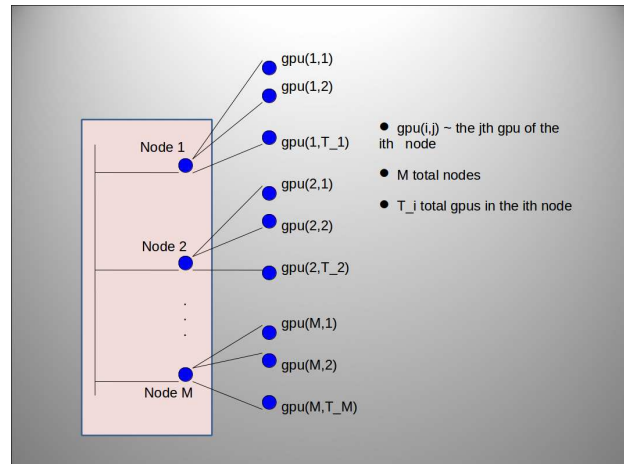 gpu(1,1)
gpu(1,2)
Node 1
gpu(1,T_1)
gpu(2,1)
gpu(2,2)
Node 2
gpu(2,T_2)
.
.
.
gpu(M,1)
gpu(M,2)
Node M
gpu(M,T_M)
● gpu(i,j) ~ the jth gpu of the
ith node
● M total nodes
● T_i total gpus in the ith node